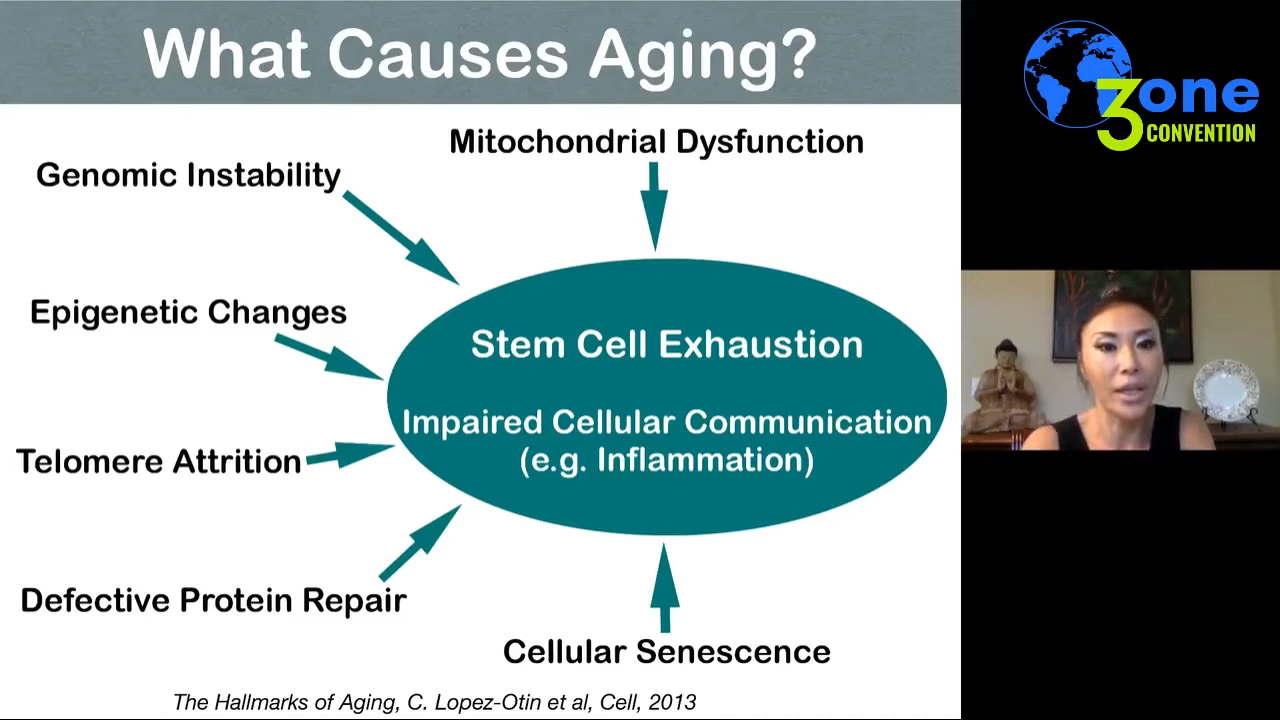 What Causes Aging?
Mitochondrial Dysfunction
Genomic Instability
Epigenetic Changes
Stem Cell Exhaustion
Impaired Cellular Communication
(e.g. Inflammation)
Telomere Attrition
Defective Protein Repair
Cellular Senescence
The Hallmarks of Aging, C. Lopez-Otin et al, Cell, 2013
O3one
CONVENTION